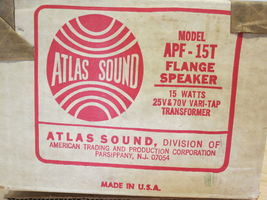 ATLAS SOUND
MODEL
APF-15T
FLANGE
SPEAKER
15 WATTS
25V&70V VARI-TAP
TRANSFORMER
ATLAS SOUND, DIVISION OF
AMERICAN TRADING AND PRODUCTION CORPORATION
PARSIPPANY, N.J. 07054
MADE IN U.S.A.